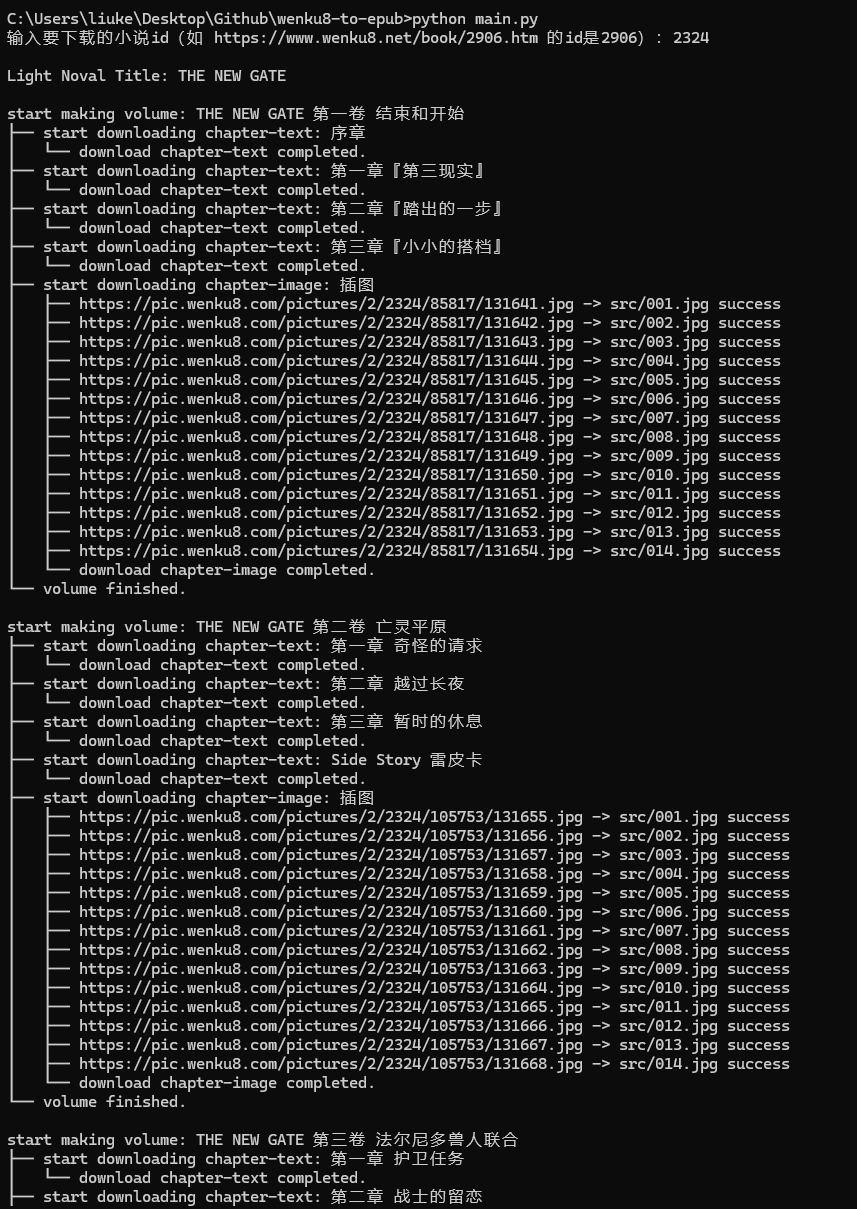 C:\Users\liuke\Desktop\Github\wenku8-to-epub>python main.py
输入要下载的小说id（如 https://www.wenku8.net/book/2906.htm 的id是2906）: 2324
Light Noval Title: THE NEW GATE
start making volume: THE NEW GATE 第一卷 结束和开始
├── start downloading chapter-text: 序章
│   └── download chapter-text completed.
├── start downloading chapter-text: 第一章『第三现实』
│   └── download chapter-text completed.
├── start downloading chapter-text: 第二章『踏出的一步』
│   └── download chapter-text completed.
├── start downloading chapter-text: 第三章『小小的搭档』
│   └── download chapter-text completed.
├── start downloading chapter-image: 插图
│   ├── https://pic.wenku8.com/pictures/2/2324/85817/131641.jpg -> src/001.jpg success
│   ├── https://pic.wenku8.com/pictures/2/2324/85817/131642.jpg -> src/002.jpg success
│   ├── https://pic.wenku8.com/pictures/2/2324/85817/131643.jpg -> src/003.jpg success
│   ├── https://pic.wenku8.com/pictures/2/2324/85817/131644.jpg -> src/004.jpg success
│   ├── https://pic.wenku8.com/pictures/2/2324/85817/131645.jpg -> src/005.jpg success
│   ├── https://pic.wenku8.com/pictures/2/2324/85817/131646.jpg -> src/006.jpg success
│   ├── https://pic.wenku8.com/pictures/2/2324/85817/131647.jpg -> src/007.jpg success
│   ├── https://pic.wenku8.com/pictures/2/2324/85817/131648.jpg -> src/008.jpg success
│   ├── https://pic.wenku8.com/pictures/2/2324/85817/131649.jpg -> src/009.jpg success
│   ├── https://pic.wenku8.com/pictures/2/2324/85817/131650.jpg -> src/010.jpg success
│   ├── https://pic.wenku8.com/pictures/2/2324/85817/131651.jpg -> src/011.jpg success
│   ├── https://pic.wenku8.com/pictures/2/2324/85817/131652.jpg -> src/012.jpg success
│   ├── https://pic.wenku8.com/pictures/2/2324/85817/131653.jpg -> src/013.jpg success
│   ├── https://pic.wenku8.com/pictures/2/2324/85817/131654.jpg -> src/014.jpg success
│   └── download chapter-image completed.
└── volume finished.
start making volume: THE NEW GATE 第二卷 亡灵平原
├── start downloading chapter-text: 第一章 奇怪的请求
│   └── download chapter-text completed.
├── start downloading chapter-text: 第二章 越过长夜
│   └── download chapter-text completed.
├── start downloading chapter-text: 第三章 暂时的休息
│   └── download chapter-text completed.
├── start downloading chapter-text: Side Story 雷皮卡
│   └── download chapter-text completed.
├── start downloading chapter-image: 插图
│   ├── https://pic.wenku8.com/pictures/2/2324/105753/131655.jpg -> src/001.jpg success
│   ├── https://pic.wenku8.com/pictures/2/2324/105753/131656.jpg -> src/002.jpg success
│   ├── https://pic.wenku8.com/pictures/2/2324/105753/131657.jpg -> src/003.jpg success
│   ├── https://pic.wenku8.com/pictures/2/2324/105753/131658.jpg -> src/004.jpg success
│   ├── https://pic.wenku8.com/pictures/2/2324/105753/131659.jpg -> src/005.jpg success
│   ├── https://pic.wenku8.com/pictures/2/2324/105753/131660.jpg -> src/006.jpg success
│   ├── https://pic.wenku8.com/pictures/2/2324/105753/131661.jpg -> src/007.jpg success
│   ├── https://pic.wenku8.com/pictures/2/2324/105753/131662.jpg -> src/008.jpg success
│   ├── https://pic.wenku8.com/pictures/2/2324/105753/131663.jpg -> src/009.jpg success
│   ├── https://pic.wenku8.com/pictures/2/2324/105753/131664.jpg -> src/010.jpg success
│   ├── https://pic.wenku8.com/pictures/2/2324/105753/131665.jpg -> src/011.jpg success
│   ├── https://pic.wenku8.com/pictures/2/2324/105753/131666.jpg -> src/012.jpg success
│   ├── https://pic.wenku8.com/pictures/2/2324/105753/131667.jpg -> src/013.jpg success
│   ├── https://pic.wenku8.com/pictures/2/2324/105753/131668.jpg -> src/014.jpg success
│   └── download chapter-image completed.
└── volume finished.
start making volume: THE NEW GATE 第三卷 法尔尼多兽人联合
├── start downloading chapter-text: 第一章 护卫任务
│   └── download chapter-text completed.
├── start downloading chapter-text: 第二章 战士的留恋